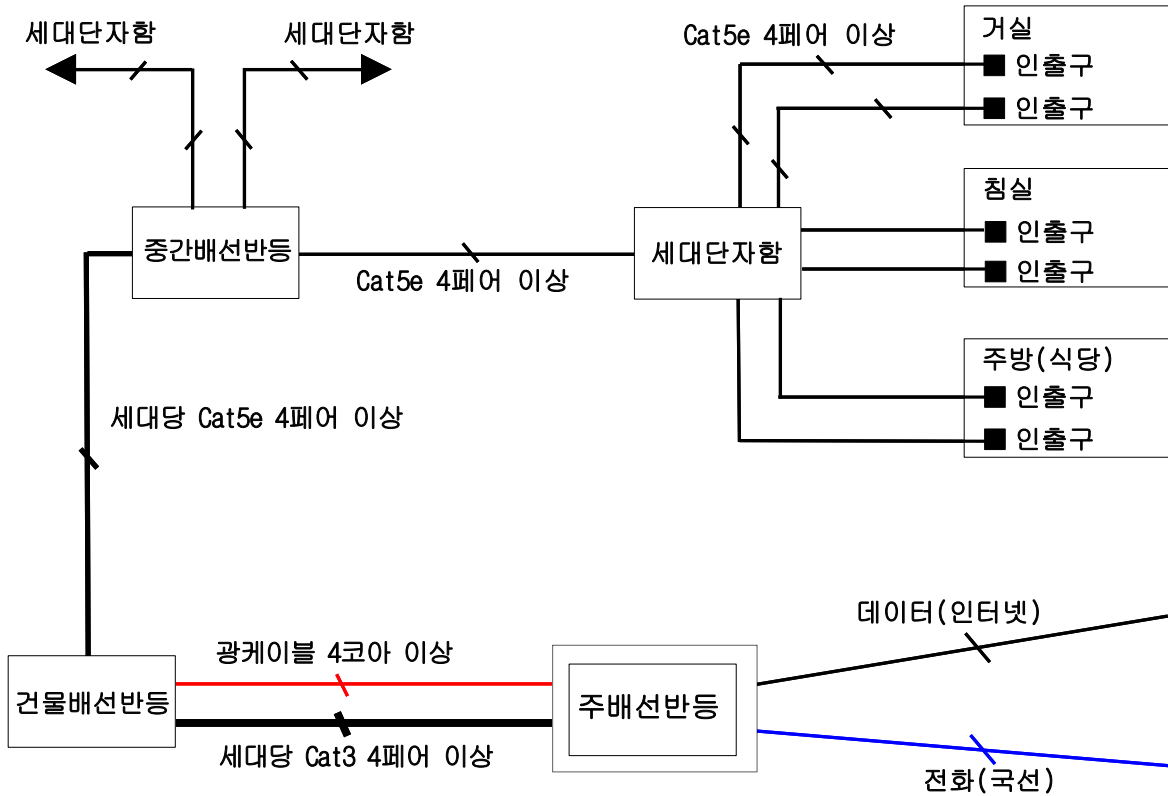 세대단자함
세대단자함
Cat5e 4페어 이상
거실
인출구
인출구
침실
인출구
인출구
중간배선반등
세대단자함
Cat5e 4페어 이상
주방(식당)
인출구
인출구
세대당 Cat5e 4페어 이상
데이터(인터넷)
광케이블 4코아 이상
건물배선반등
주배선반등
세대당 Cat3 4페어 이상
전화(국선)